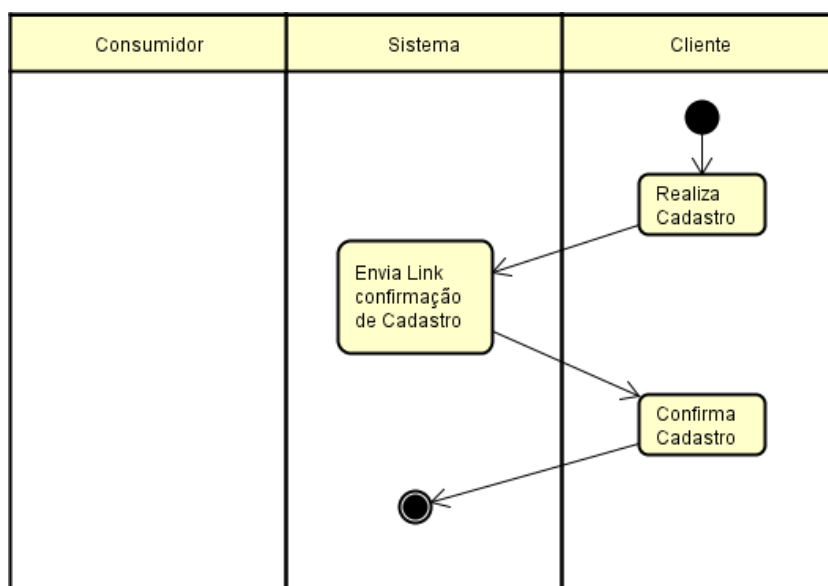 Consumidor
Sistema
Cliente
Realiza
Cadastro
Envia Link
confirmação
de Cadastro
Confirma
Cadastro